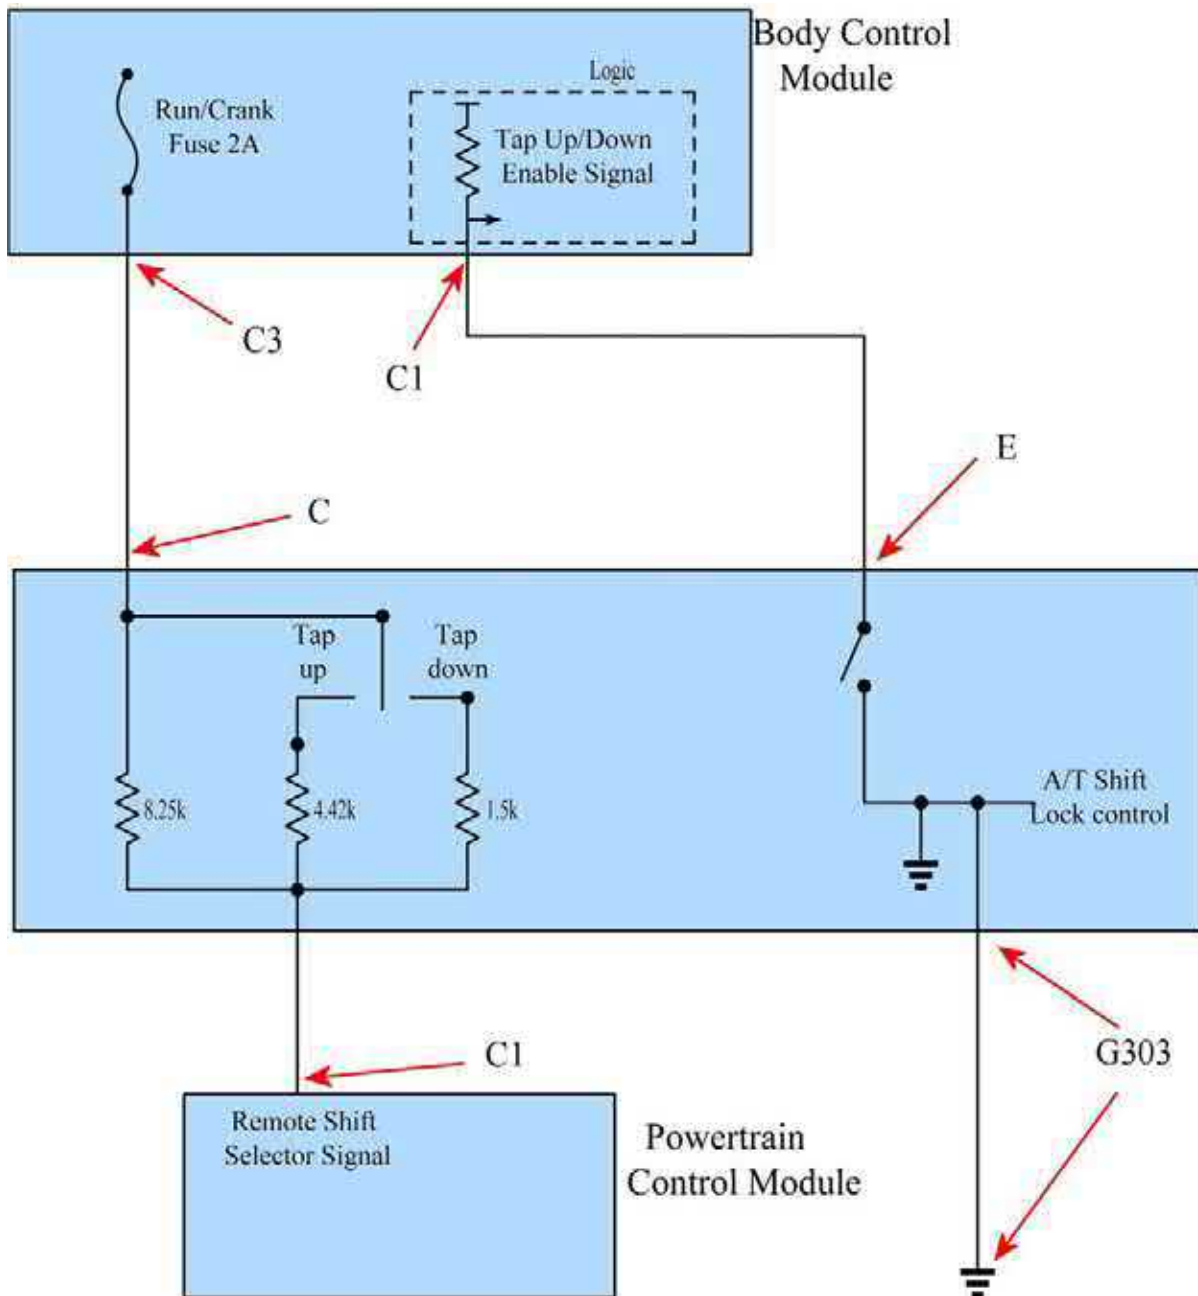 Body Control
Module
Logic
Run/Crank
Fuse 2A
Tap Up/Down
Enable Signal
C3
C1
E
C
Tap
up
Tap
down
8.25k
4.42k
1.5k
A/T Shift
Lock control
C1
G303
Remote Shift
Selector Signal
Powertrain
Control Module